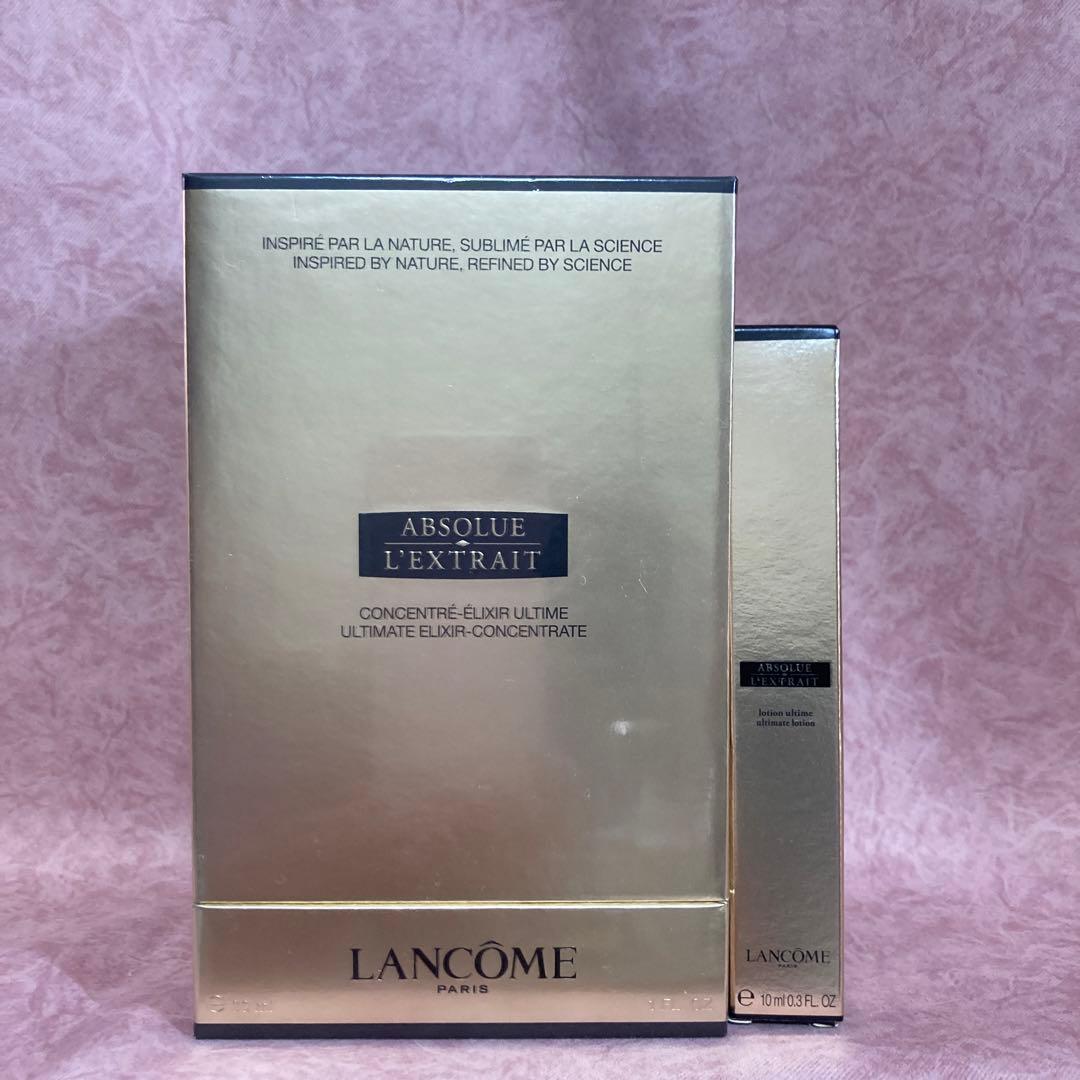 INSPIRÉ PAR LA NATURE, SUBLIMÉ PAR LA SCIENCE
INSPIRED BY NATURE, REFINED BY SCIENCE
ABSOLUE
L'EXTRAIT
CONCENTRÉ-ÉLIXIR ULTIME
ULTIMATE ELIXIR-CONCENTRATE
LANCÔME
PARIS
FL. OZ
ABSOLUE
L'EXTRAIT
lotion ultime
ultimate lotion
LANCÔME
PARIS
e 10 ml 0.3 FL. OZ